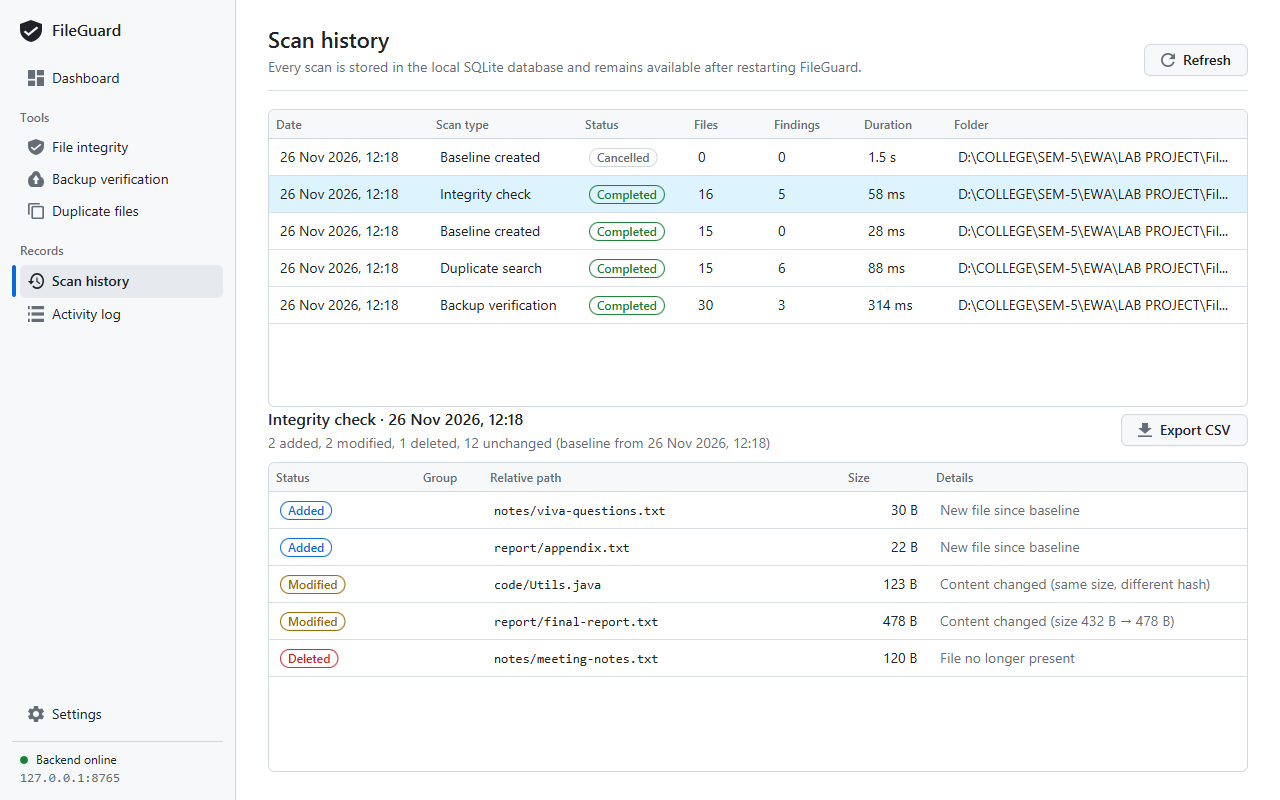 FileGuard
Dashboard
Tools
File integrity
Backup verification
Duplicate files
Records
Scan history
Activity log
Settings
Backend online
127.0.0.1:8765
Scan history
Every scan is stored in the local SQLite database and remains available after restarting FileGuard.
Refresh
Date Scan type Status Files Findings Duration Folder
26 Nov 2026, 12:18 Baseline created Cancelled 0 0 1.5 s D:\COLLEGE\SEM-5\EWA\LAB PROJECT\Fil...
26 Nov 2026, 12:18 Integrity check Completed 16 5 58 ms D:\COLLEGE\SEM-5\EWA\LAB PROJECT\Fil...
26 Nov 2026, 12:18 Baseline created Completed 15 0 28 ms D:\COLLEGE\SEM-5\EWA\LAB PROJECT\Fil...
26 Nov 2026, 12:18 Duplicate search Completed 15 6 88 ms D:\COLLEGE\SEM-5\EWA\LAB PROJECT\Fil...
26 Nov 2026, 12:18 Backup verification Completed 30 3 314 ms D:\COLLEGE\SEM-5\EWA\LAB PROJECT\Fil...
Integrity check · 26 Nov 2026, 12:18
2 added, 2 modified, 1 deleted, 12 unchanged (baseline from 26 Nov 2026, 12:18)
Export CSV
Status Group Relative path Size Details
Added notes/viva-questions.txt 30 B New file since baseline
Added report/appendix.txt 22 B New file since baseline
Modified code/Utils.java 123 B Content changed (same size, different hash)
Modified report/final-report.txt 478 B Content changed (size 432 B → 478 B)
Deleted notes/meeting-notes.txt 120 B File no longer present